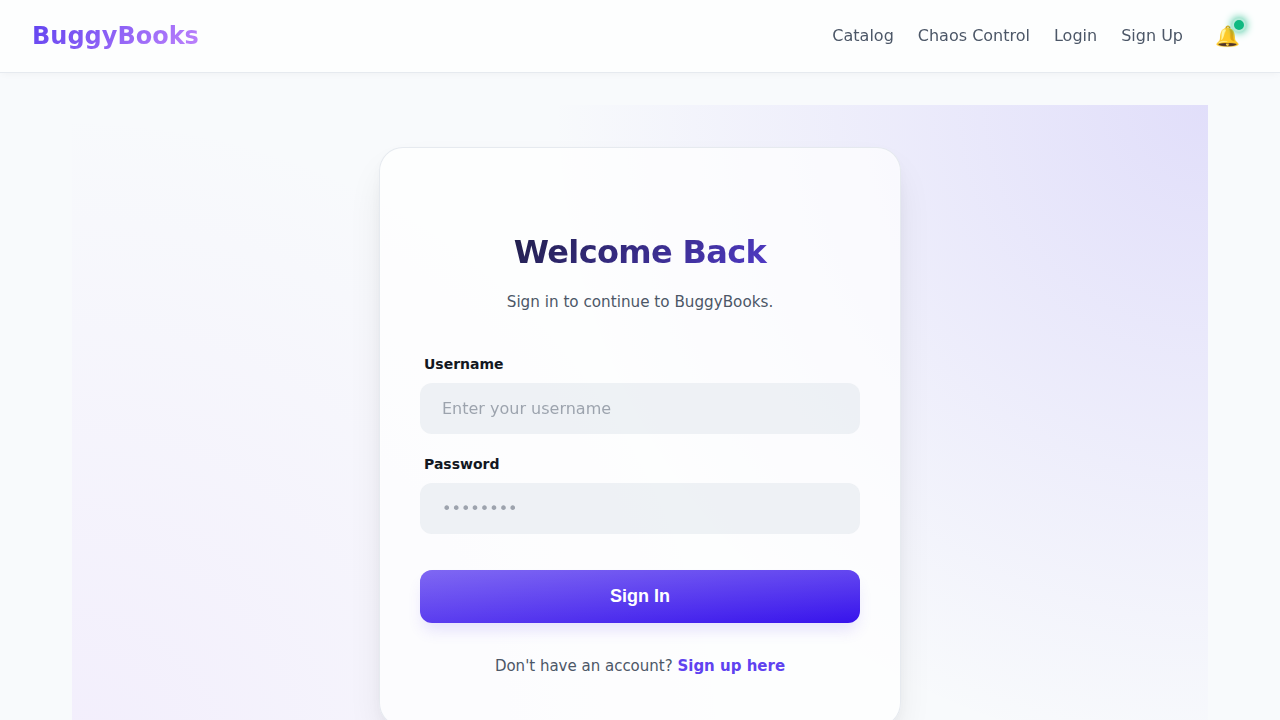 BuggyBooks
Catalog
Chaos Control
Login
Sign Up
Welcome Back
Sign in to continue to BuggyBooks.
Username
Enter your username
Password
••••••••
Sign In
Don't have an account? Sign up here